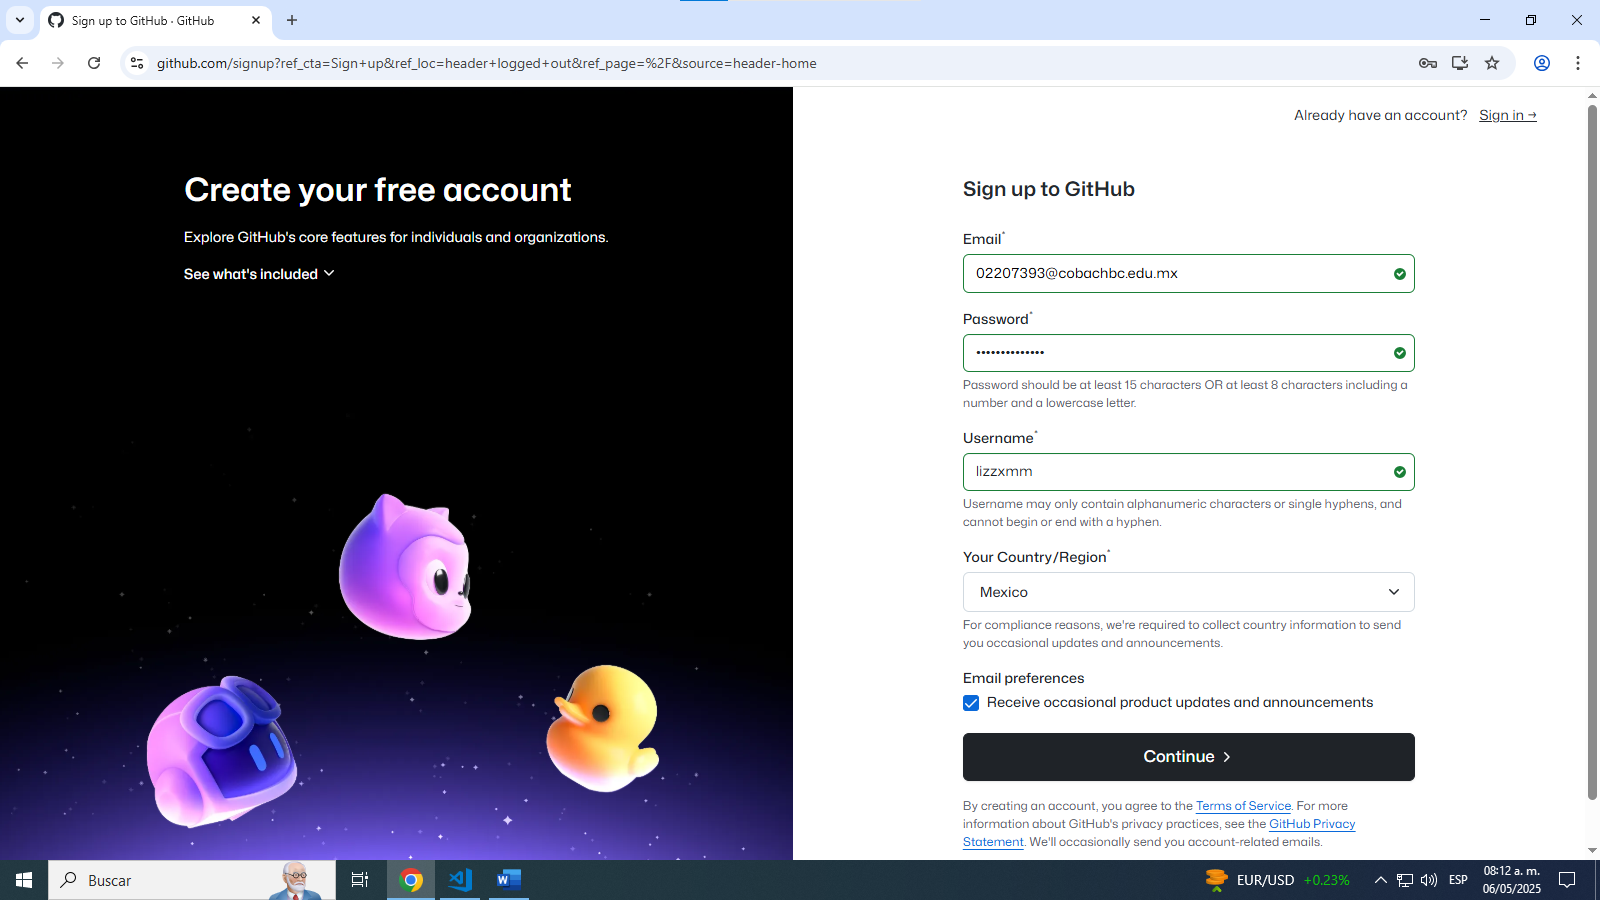 Sign up to GitHub · GitHub
github.com/signup?ref_cta=Sign+up&ref_loc=header+logged+out&ref_page=%2F&source=header-home
Already have an account? Sign in →
Create your free account
Explore GitHub's core features for individuals and organizations.
See what's included
Sign up to GitHub
Email*
02207393@cobachbc.edu.mx
Password*
••••••••••••••
Password should be at least 15 characters OR at least 8 characters including a
number and a lowercase letter.
Username*
lizzxmm
Username may only contain alphanumeric characters or single hyphens, and
cannot begin or end with a hyphen.
Your Country/Region*
Mexico
For compliance reasons, we're required to collect country information to send
you occasional updates and announcements.
Email preferences
Receive occasional product updates and announcements
Continue
By creating an account, you agree to the Terms of Service. For more
information about GitHub's privacy practices, see the GitHub Privacy
Statement. We'll occasionally send you account-related emails.
Buscar
EUR/USD +0.23%
ESP
08:12 a. m.
06/05/2025